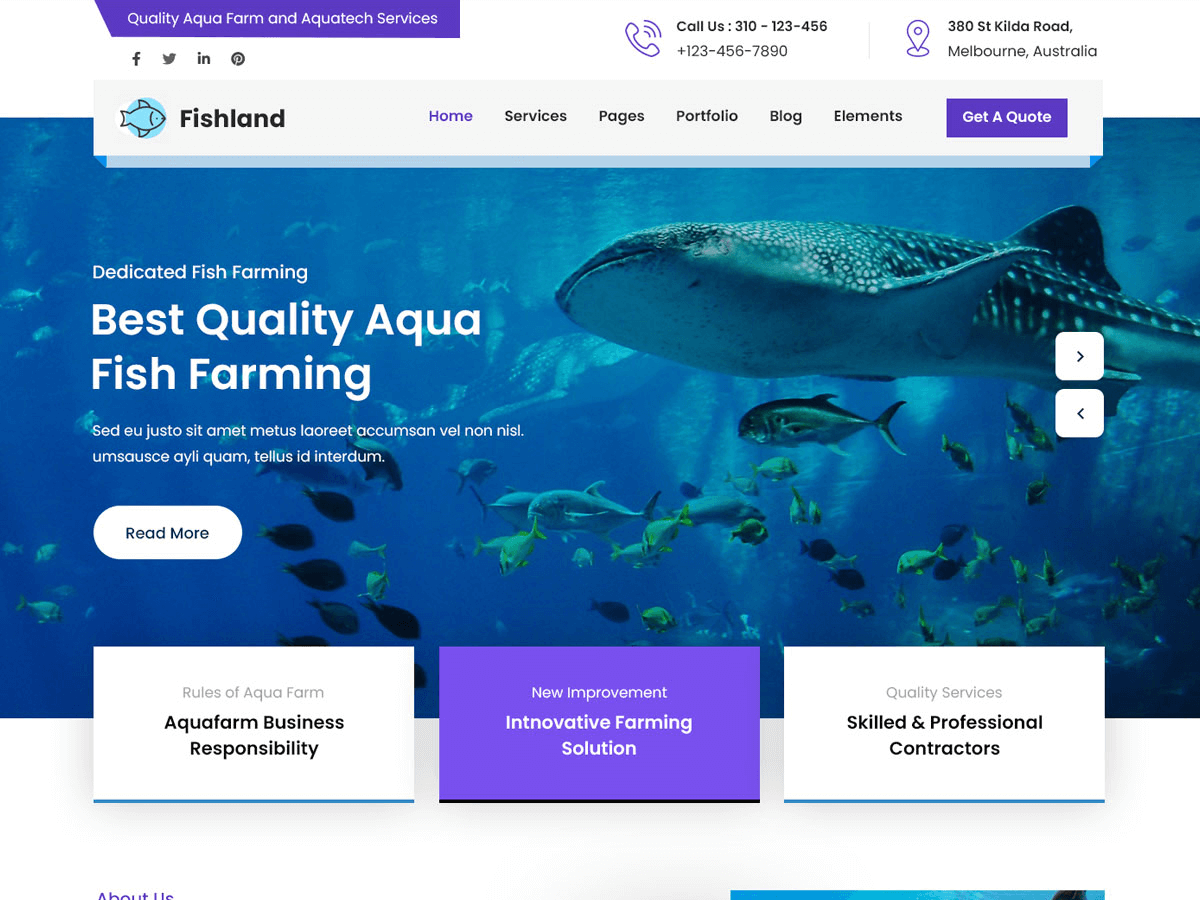 Quality Aqua Farm and Aquatech Services
Call Us : 310 - 123-456
+123-456-7890
380 St Kilda Road,
Melbourne, Australia
Fishland
Home
Services
Pages
Portfolio
Blog
Elements
Get A Quote
Dedicated Fish Farming
Best Quality Aqua
Fish Farming
Sed eu justo sit amet metus laoreet accumsan vel non nisl.
umsausce ayli quam, tellus id interdum.
Read More
Rules of Aqua Farm
Aquafarm Business
Responsibility
New Improvement
Intnovative Farming
Solution
Quality Services
Skilled & Professional
Contractors
About Us